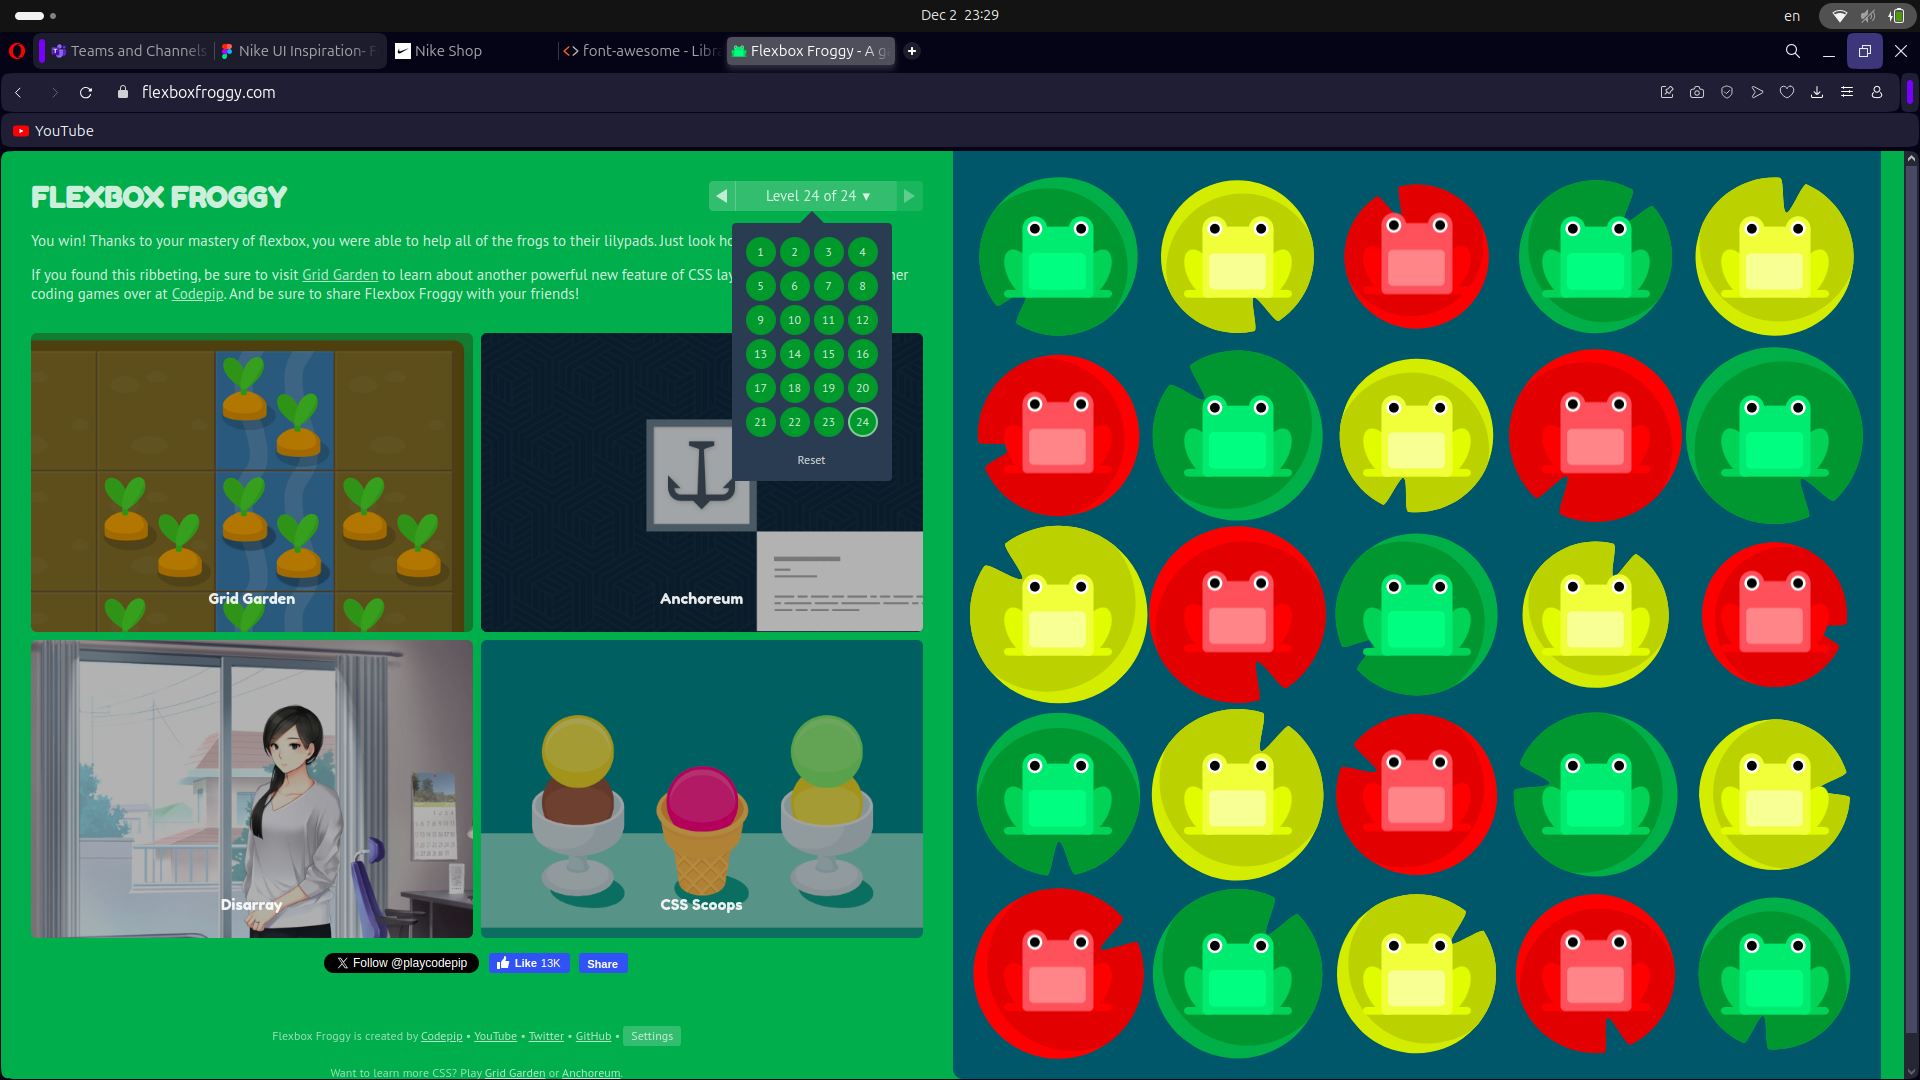 Dec 2 23:29
en
Teams and Channels
Nike UI Inspiration- F
Nike Shop
font-awesome - Libr
Flexbox Froggy - A g
flexboxfroggy.com
YouTube
FLEXBOX FROGGY
Level 24 of 24 ▼
You win! Thanks to your mastery of flexbox, you were able to help all of the frogs to their lilypads. Just look ho
If you found this ribbeting, be sure to visit Grid Garden to learn about another powerful new feature of CSS lay her
coding games over at Codepip. And be sure to share Flexbox Froggy with your friends!
1 2 3 4
5 6 7 8
9 10 11 12
13 14 15 16
17 18 19 20
21 22 23 24
Reset
Grid Garden
Anchoreum
Disarray
CSS Scoops
Follow @playcodepip
Like 13K
Share
Flexbox Froggy is created by Codepip • YouTube • Twitter • GitHub • Settings
Want to learn more CSS? Play Grid Garden or Anchoreum.